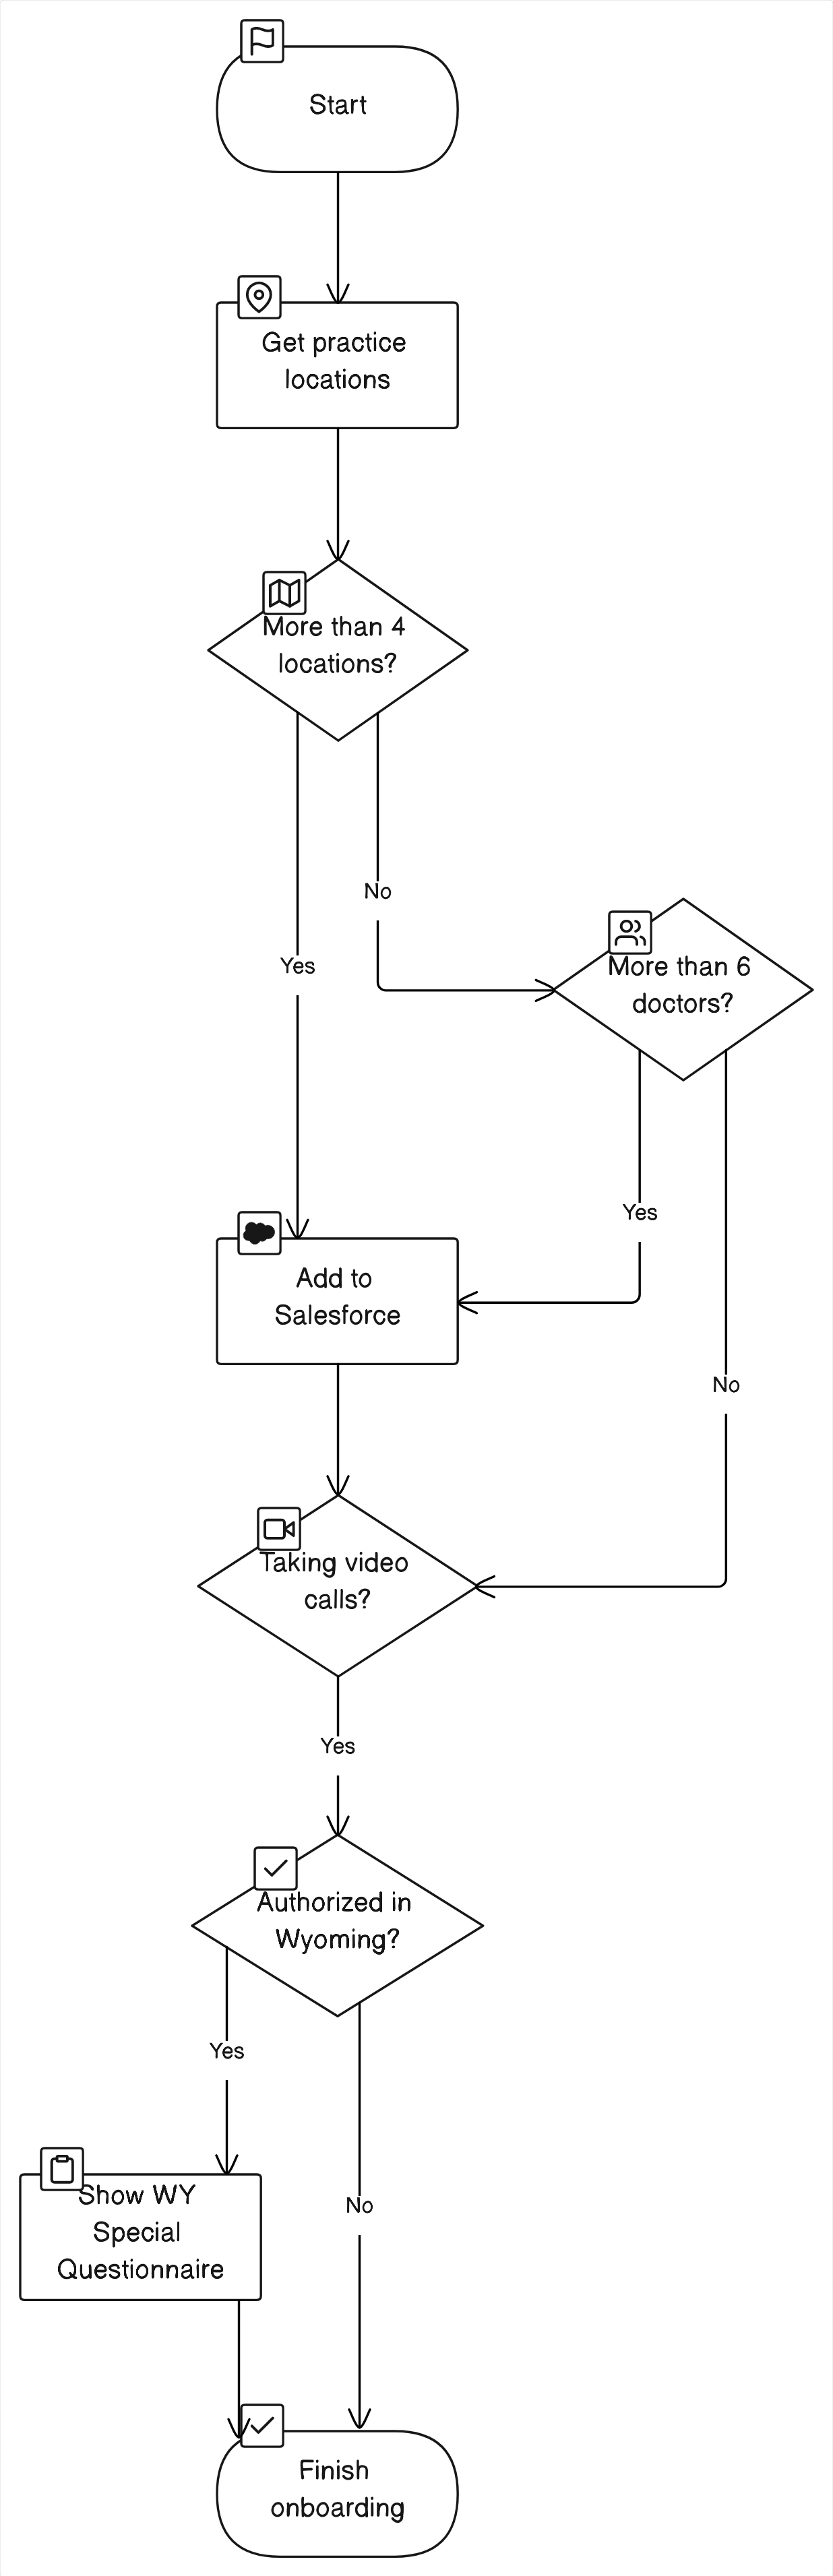 Start
Get practice
locations
More than 4
locations?
No
Yes
More than 6
doctors?
Yes
Add to
Salesforce
No
Taking video
calls?
Yes
Authorized in
Wyoming?
Yes
Show WY
Special
Questionnaire
No
Finish
onboarding